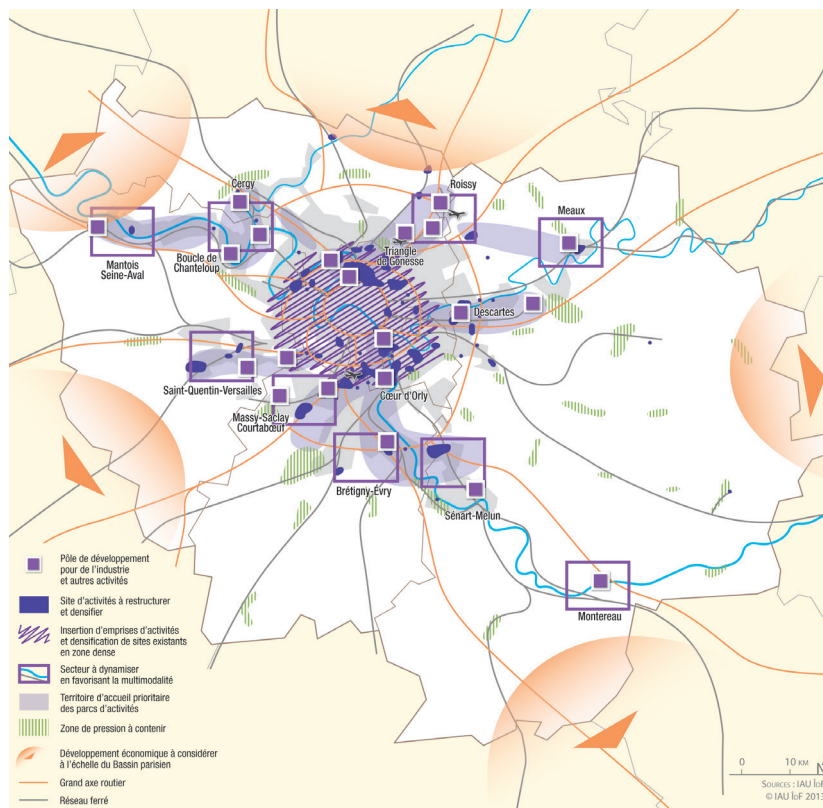 Cergy
Roissy
Meaux
Mantois
Seine-Aval
Boucle de
Chanteloup
Triangle
de Gonesse
Descartes
Saint-Quentin-Versailles
Massy-Saclay
Courtabœuf
Cœur d'Orly
Brétigny-Évry
Sénart-Melun
Montereau
Pôle de développement
pour de l'industrie
et autres activités
Site d'activités à restructurer
et densifier
Insertion d'emprises d'activités
et densification de sites existants
en zone dense
Secteur à dynamiser
en favorisant la multimodalité
Territoire d'accueil prioritaire
des parcs d'activités
Zone de pression à contenir
Développement économique à considérer
à l'échelle du Bassin parisien
Grand axe routier
Réseau ferré
0 10 KM N
SOURCES : IAU ÎDF
© IAU ÎDF 2013